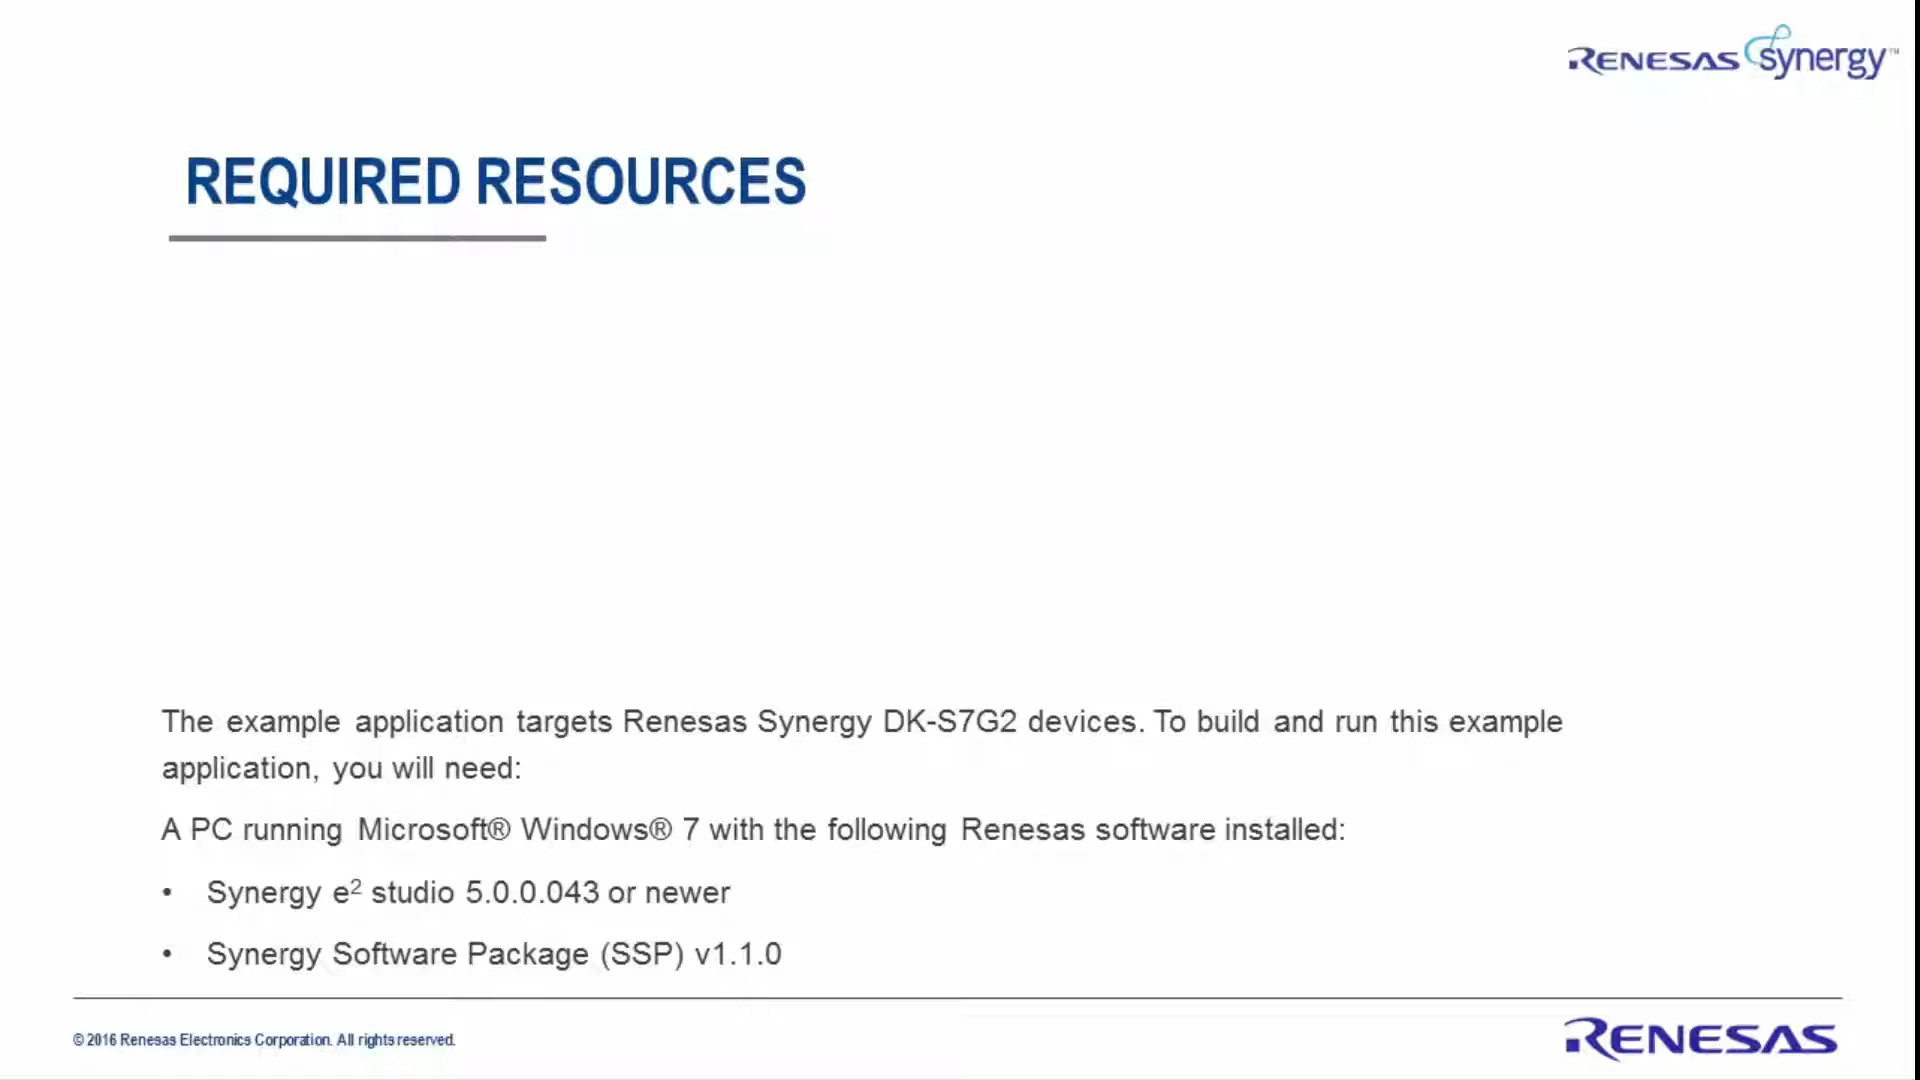 RENESAS synergy™
REQUIRED RESOURCES
The example application targets Renesas Synergy DK-S7G2 devices. To build and run this example
application, you will need:
A PC running Microsoft® Windows® 7 with the following Renesas software installed:
• Synergy e² studio 5.0.0.043 or newer
• Synergy Software Package (SSP) v1.1.0
© 2016 Renesas Electronics Corporation. All rights reserved.
RENESAS